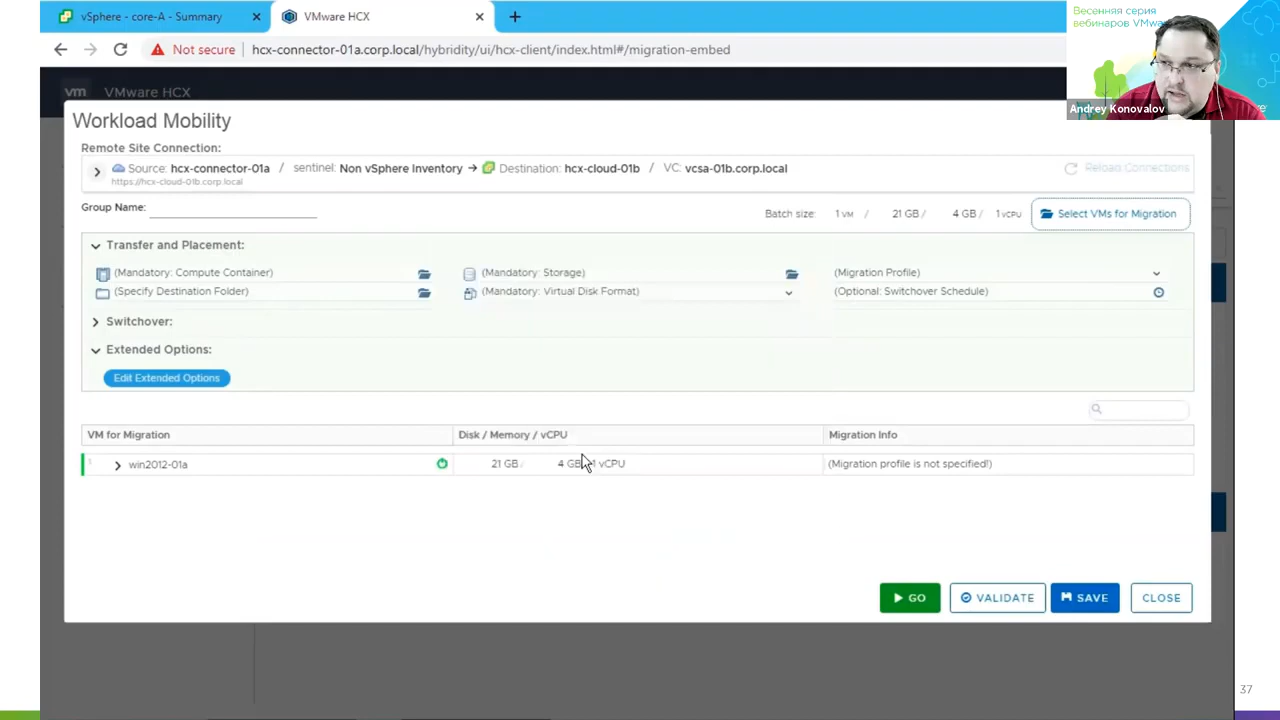 vSphere - core-A - Summary
VMware HCX
Not secure
hcx-connector-01a.corp.local/hybridity/ui/hcx-client/index.html#/migration-embed
Весенняя серия
вебинаров VMwa
Andrey Konovalov
vm VMware HCX
Workload Mobility
Remote Site Connection:
Source: hcx-connector-01a / sentinel: Non vSphere Inventory → Destination: hcx-cloud-01b / VC: vcsa-01b.corp.local
Reload Connections
https://hcx-cloud-01b.corp.local
Group Name:
Batch size: 1 VM / 21 GB / 4 GB / 1 vCPU
Select VMs for Migration
Transfer and Placement:
(Mandatory: Compute Container) (Mandatory: Storage) (Migration Profile)
(Specify Destination Folder) (Mandatory: Virtual Disk Format) (Optional: Switchover Schedule)
Switchover:
Extended Options:
Edit Extended Options
VM for Migration Disk / Memory / vCPU Migration Info
1 win2012-01a 21 GB / 4 GB 1 vCPU (Migration profile is not specified!)
GO VALIDATE SAVE CLOSE
37